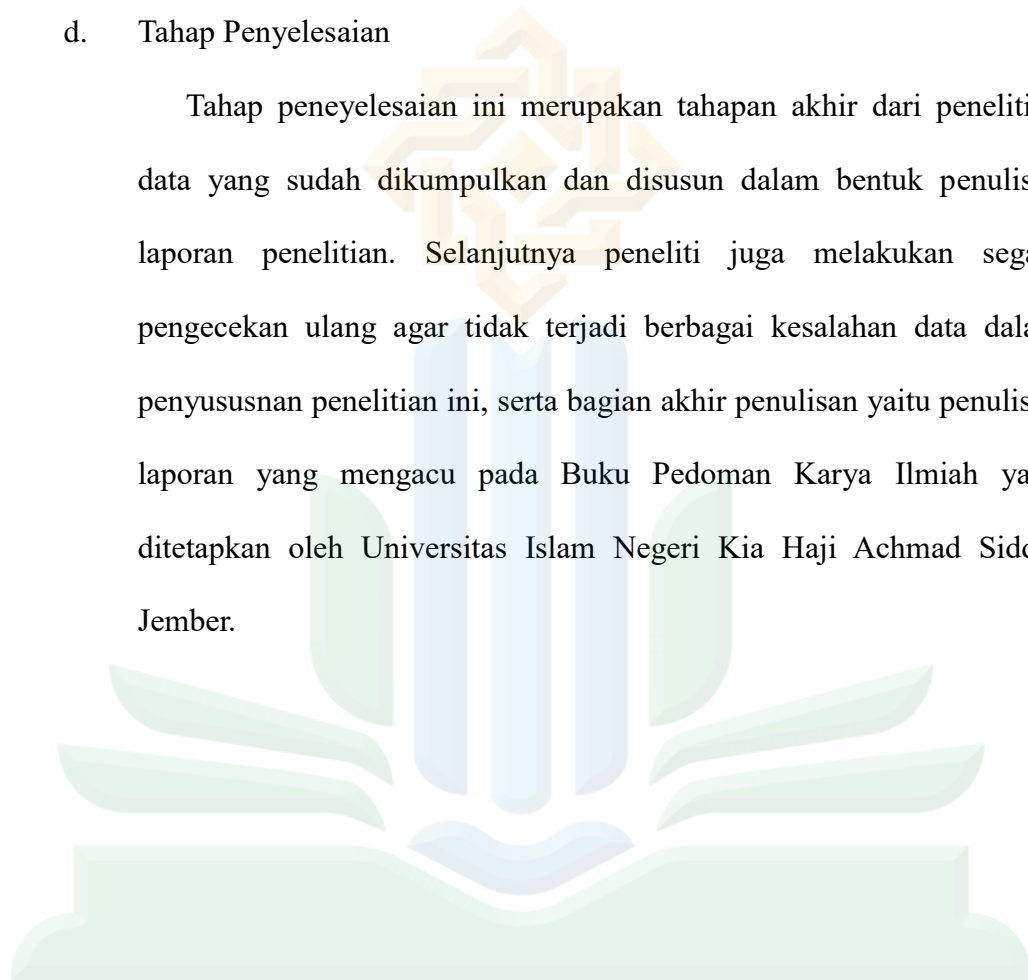 d. Tahap Penyelesaian
Tahap peneyelesaian ini merupakan tahapan akhir dari peneliti
data yang sudah dikumpulkan dan disusun dalam bentuk penulis
laporan penelitian. Selanjutnya peneliti juga melakukan sega
pengecekan ulang agar tidak terjadi berbagai kesalahan data dala
penyususnan penelitian ini, serta bagian akhir penulisan yaitu penulis
laporan yang mengacu pada Buku Pedoman Karya Ilmiah ya
ditetapkan oleh Universitas Islam Negeri Kia Haji Achmad Sidd
Jember.